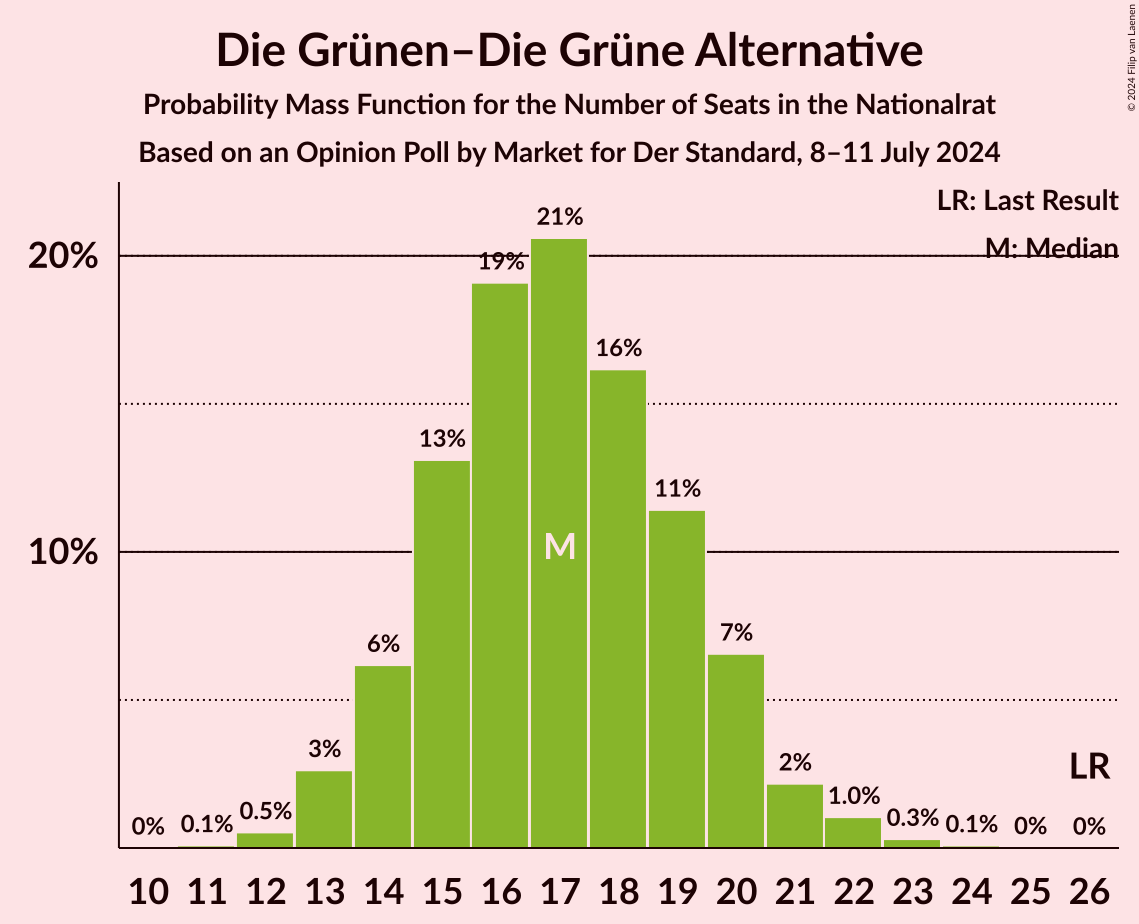 Die Grünen–Die Grüne Alternative
Probability Mass Function for the Number of Seats in the Nationalrat
Based on an Opinion Poll by Market for Der Standard, 8–11 July 2024
© 2024 Filip van Laenen
LR: Last Result
M: Median
20%
10%
0%
0.1%
0.5%
3%
6%
13%
19%
21%
16%
11%
7%
2%
1.0%
0.3%
0.1%
0%
0%
M
LR
10 11 12 13 14 15 16 17 18 19 20 21 22 23 24 25 26